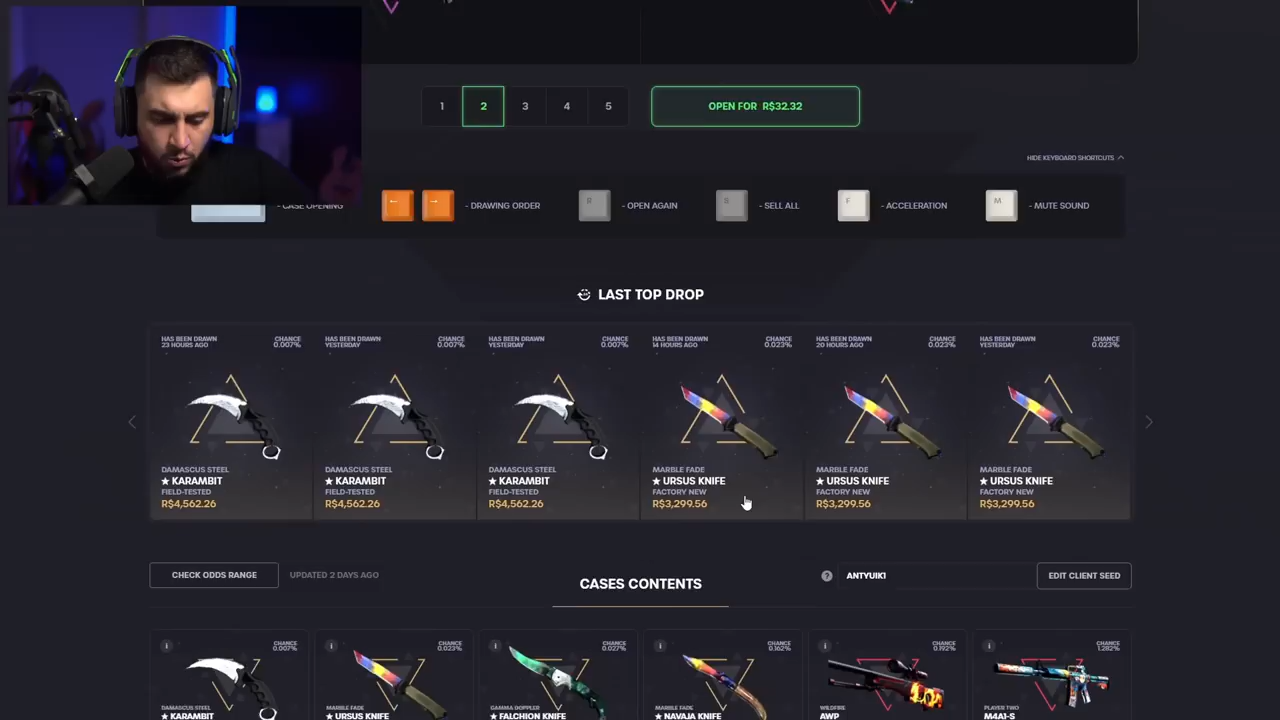 1 2 3 4 5 OPEN FOR R$32.32
HIDE KEYBOARD SHORTCUTS
- CASE OPENING ← → - DRAWING ORDER R - OPEN AGAIN S - SELL ALL F - ACCELERATION M - MUTE SOUND
LAST TOP DROP
HAS BEEN DRAWN
23 HOURS AGO
CHANCE
0.007%
DAMASCUS STEEL
★ KARAMBIT
FIELD-TESTED
R$4,562.26
HAS BEEN DRAWN
YESTERDAY
CHANCE
0.007%
DAMASCUS STEEL
★ KARAMBIT
FIELD-TESTED
R$4,562.26
HAS BEEN DRAWN
YESTERDAY
CHANCE
0.007%
DAMASCUS STEEL
★ KARAMBIT
FIELD-TESTED
R$4,562.26
HAS BEEN DRAWN
14 HOURS AGO
CHANCE
0.023%
MARBLE FADE
★ URSUS KNIFE
FACTORY NEW
R$3,299.56
HAS BEEN DRAWN
20 HOURS AGO
CHANCE
0.023%
MARBLE FADE
★ URSUS KNIFE
FACTORY NEW
R$3,299.56
HAS BEEN DRAWN
YESTERDAY
CHANCE
0.023%
MARBLE FADE
★ URSUS KNIFE
FACTORY NEW
R$3,299.56
CHECK ODDS RANGE UPDATED 2 DAYS AGO
CASES CONTENTS
? ANTYUIK1 EDIT CLIENT SEED
CHANCE
0.007%
DAMASCUS STEEL
★ KARAMBIT
CHANCE
0.023%
MARBLE FADE
★ URSUS KNIFE
CHANCE
0.027%
GAMMA DOPPLER
★ FALCHION KNIFE
CHANCE
0.162%
MARBLE FADE
★ NAVAJA KNIFE
CHANCE
0.192%
WILDFIRE
AWP
CHANCE
1.282%
PLAYER TWO
M4A1-S